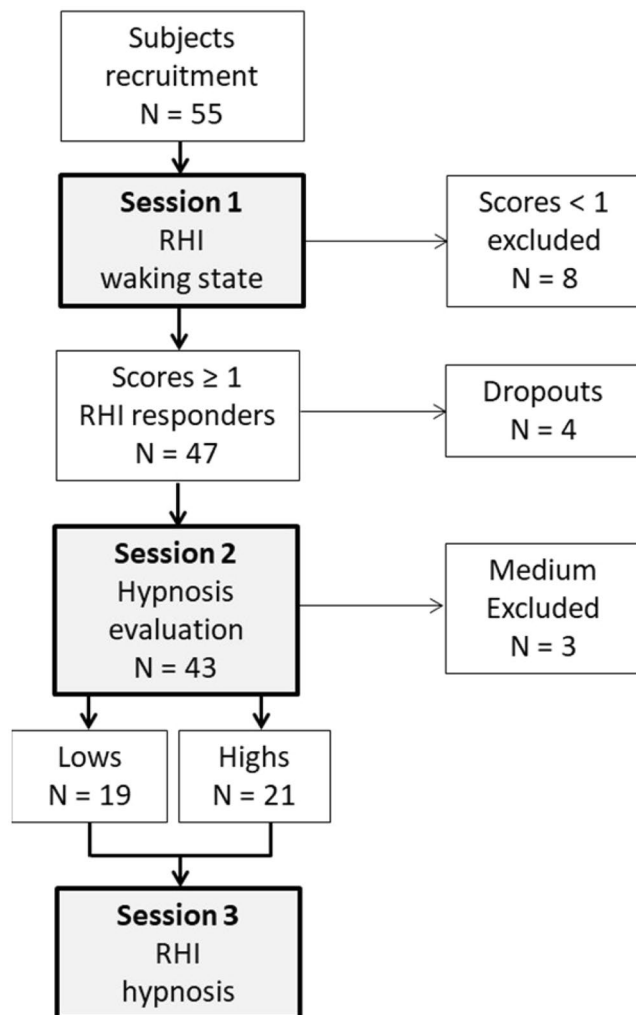 Subjects
recruitment
N = 55
Session 1
RHI
waking state
Scores < 1
excluded
N = 8
Scores ≥ 1
RHI responders
N = 47
Dropouts
N = 4
Session 2
Hypnosis
evaluation
N = 43
Medium
Excluded
N = 3
Lows
N = 19
Highs
N = 21
Session 3
RHI
hypnosis